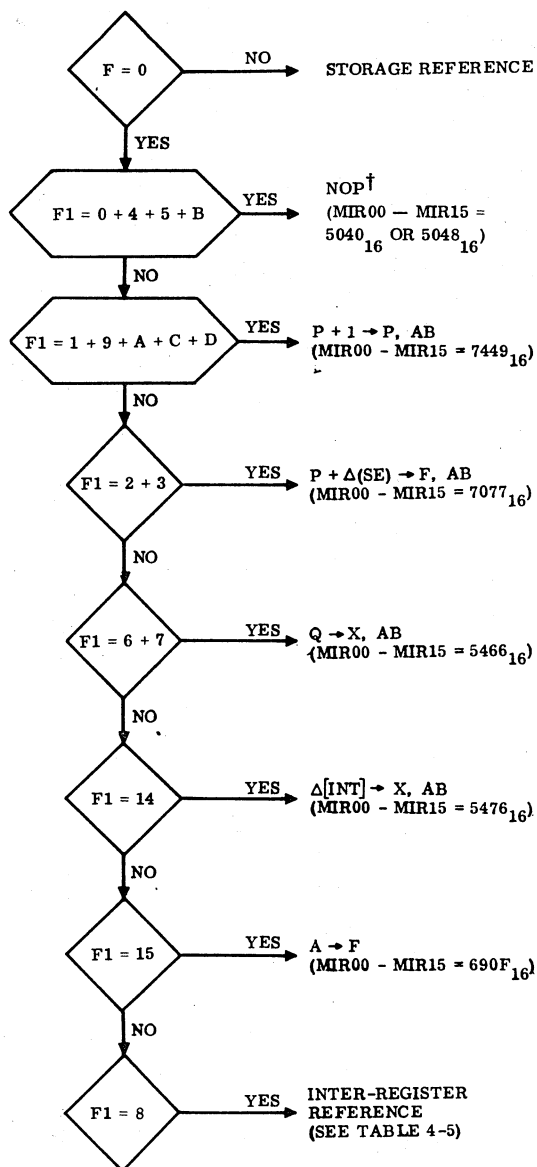 F = 0
NO
STORAGE REFERENCE
YES
F1 = 0 + 4 + 5 + B
YES
NOP†
(MIR00 — MIR15 =
5040₁₆ OR 5048₁₆)
NO
F1 = 1 + 9 + A + C + D
YES
P + 1 → P, AB
(MIR00 - MIR15 = 7449₁₆)
NO
F1 = 2 + 3
YES
P + Δ(SE) → F, AB
(MIR00 - MIR15 = 7077₁₆)
NO
F1 = 6 + 7
YES
Q → X, AB
(MIR00 - MIR15 = 5466₁₆)
NO
F1 = 14
YES
Δ[INT] → X, AB
(MIR00 - MIR15 = 5476₁₆)
NO
F1 = 15
YES
A → F
(MIR00 - MIR15 = 690F₁₆)
NO
F1 = 8
YES
INTER-REGISTER
REFERENCE
(SEE TABLE 4-5)